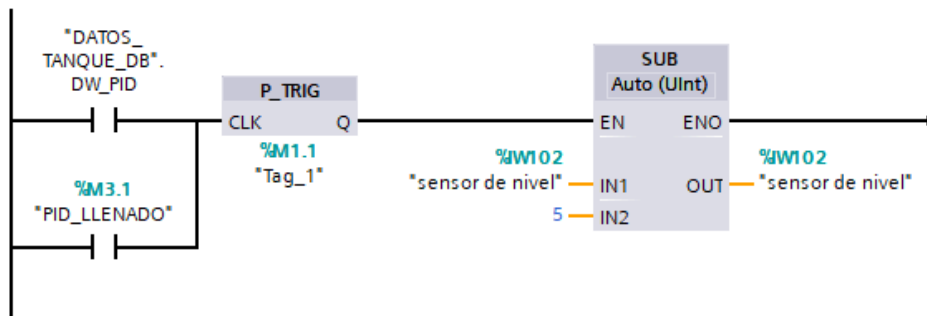 "DATOS_
TANQUE_DB".
DW_PID
P_TRIG
CLK Q
%M1.1
"Tag_1"
%M3.1
"PID_LLENADO"
SUB
Auto (UInt)
EN ENO
%IW102
"sensor de nivel"
IN1
5
IN2
OUT
%IW102
"sensor de nivel"